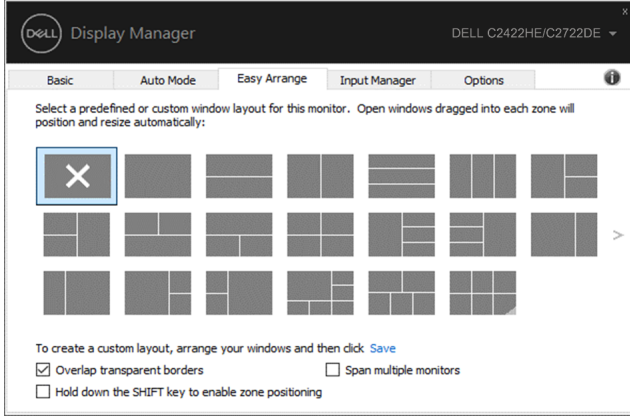 DELL Display Manager
DELL C2422HE/C2722DE
x
Basic Auto Mode Easy Arrange Input Manager Options
Select a predefined or custom window layout for this monitor. Open windows dragged into each zone will
position and resize automatically:
>
To create a custom layout, arrange your windows and then click Save
Overlap transparent borders Span multiple monitors
Hold down the SHIFT key to enable zone positioning